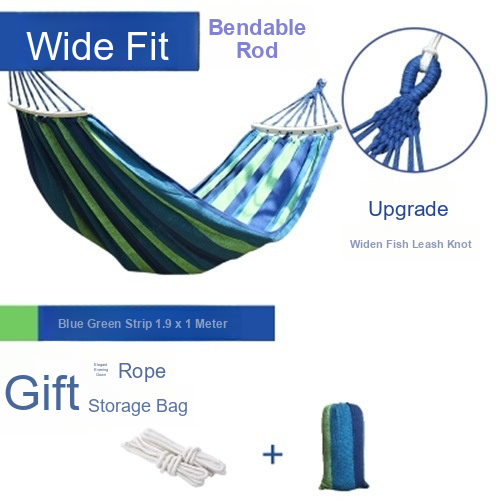 Wide Fit
Bendable
Rod
Upgrade
Widen Fish Leash Knot
Blue Green Strip 1.9 x 1 Meter
Gift
Rope
Storage Bag
+